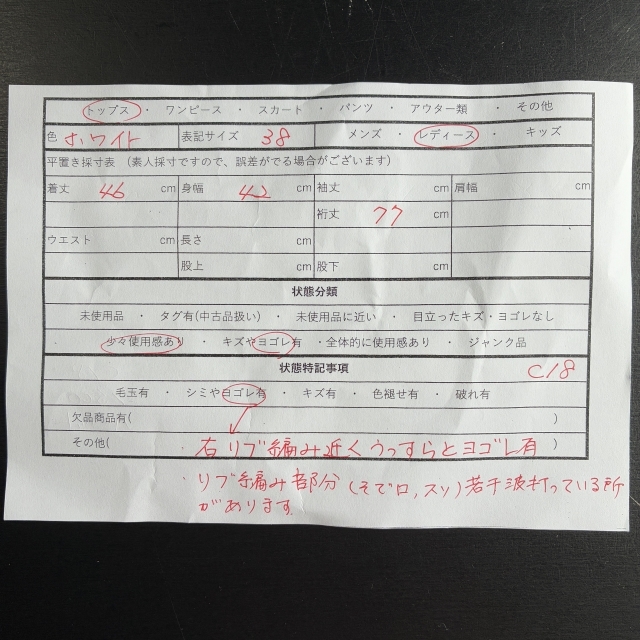 トップス ・ ワンピース ・ スカート ・ パンツ ・ アウター類 ・ その他
色 ホワイト 表記サイズ 38 メンズ ・ レディース ・ キッズ
平置き採寸表 (素人採寸ですので、誤差がでる場合がございます)
着丈 46 cm 身幅 42 cm 袖丈 cm 肩幅 cm
裄丈 77 cm
ウエスト cm 長さ cm
股上 cm 股下 cm
状態分類
未使用品 ・ タグ有(中古品扱い) ・ 未使用品に近い ・ 目立ったキズ・ヨゴレなし
少々使用感あり ・ キズやヨゴレ有 ・全体的に使用感あり ・ ジャンク品
状態特記事項 C18
毛玉有 ・ シミやヨゴレ有 ・ キズ有 ・ 色褪せ有 ・ 破れ有
欠品商品有( )
その他( 右リブ編み近くうっすらとヨゴレ有 )
・リブ編み部分(そで口,スソ)若干波打っている所
があります.